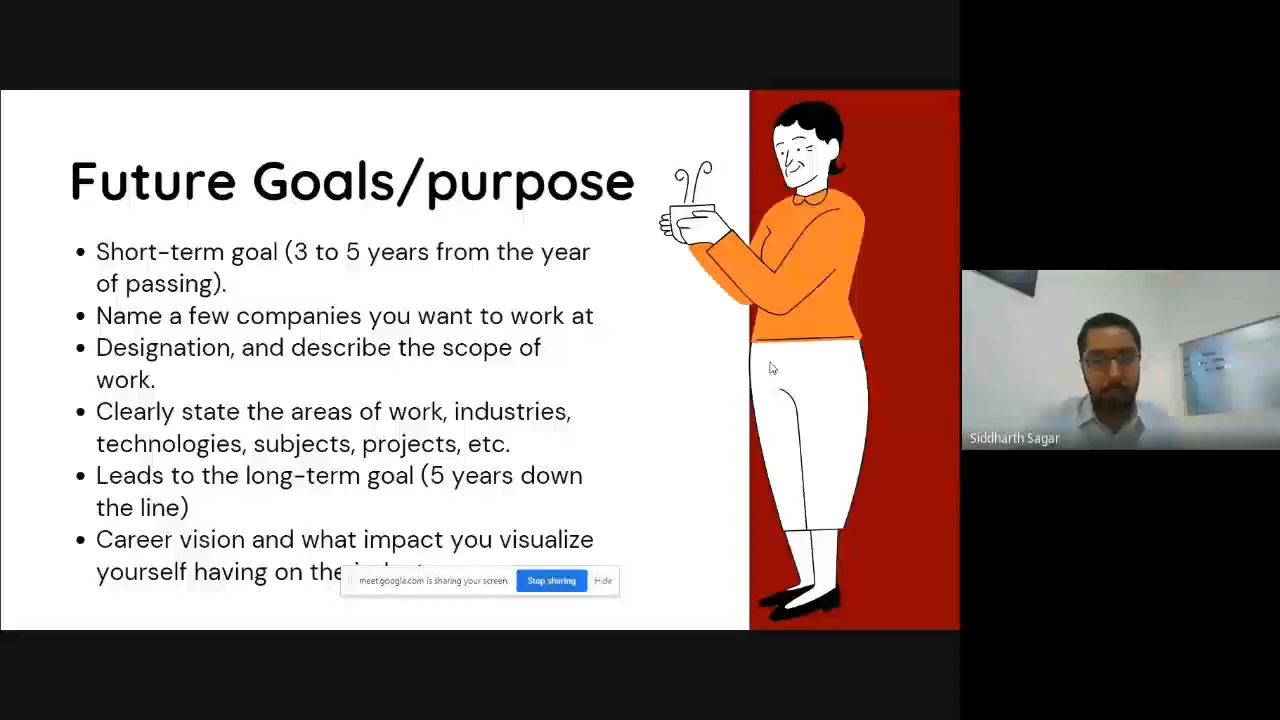 Future Goals/purpose
• Short-term goal (3 to 5 years from the year
of passing).
• Name a few companies you want to work at
• Designation, and describe the scope of
work.
• Clearly state the areas of work, industries,
technologies, subjects, projects, etc.
• Leads to the long-term goal (5 years down
the line)
• Career vision and what impact you visualize
yourself having on the
meet.google.com is sharing your screen. Stop sharing Hide
Siddharth Sagar